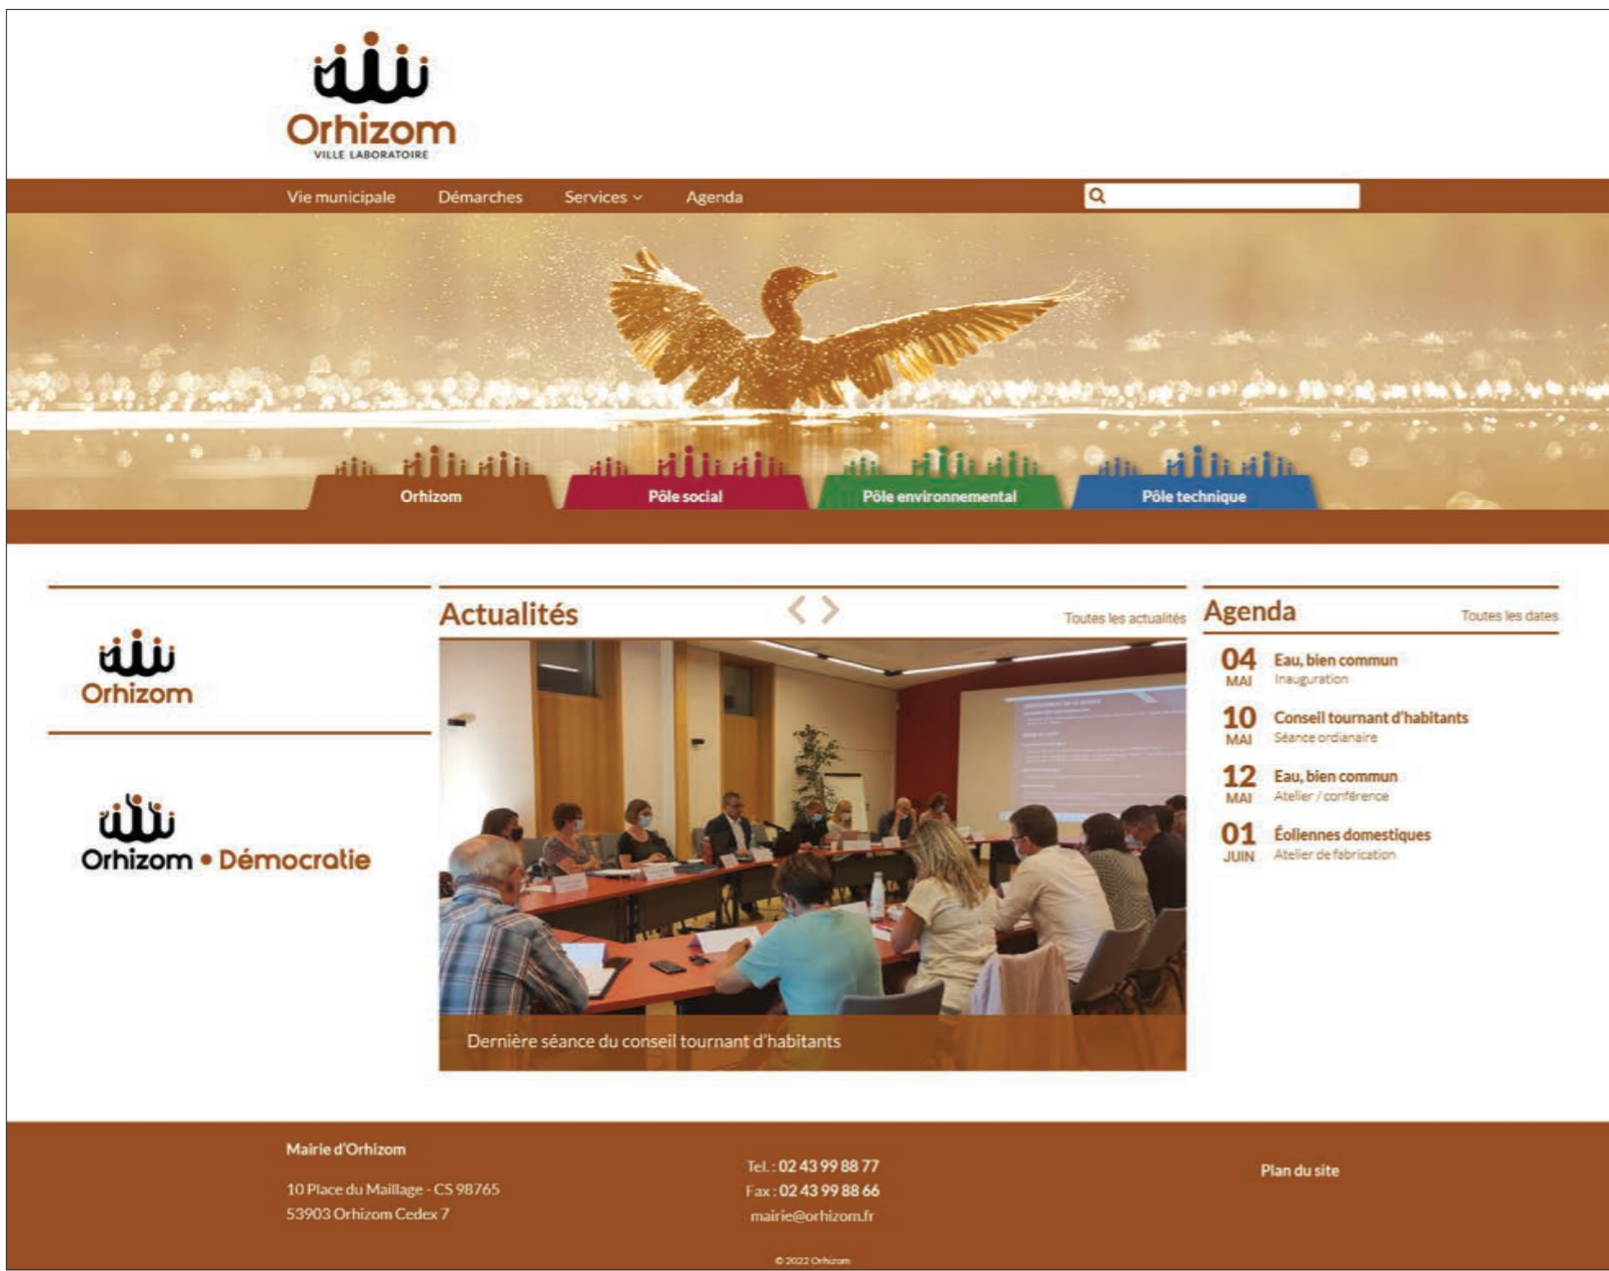 Orhizom
VILLE LABORATOIRE
Vie municipale
Démarches
Services
Agenda
Orhizom
Pôle social
Pôle environnemental
Pôle technique
Orhizom
Orhizom • Démocratie
Actualités
Toutes les actualités
Dernière séance du conseil tournant d'habitants
Agenda
Toutes les dates
04 MAI
Eau, bien commun
Inauguration
10 MAI
Conseil tournant d'habitants
Séance ordianaire
12 MAI
Eau, bien commun
Atelier / conférence
01 JUIN
Éoliennes domestiques
Atelier de fabrication
Mairie d'Orhizom
10 Place du Maillage - CS 98765
53903 Orhizom Cedex 7
Tel. : 02 43 99 88 77
Fax : 02 43 99 88 66
mairie@orhizom.fr
Plan du site
© 2022 Orhizom